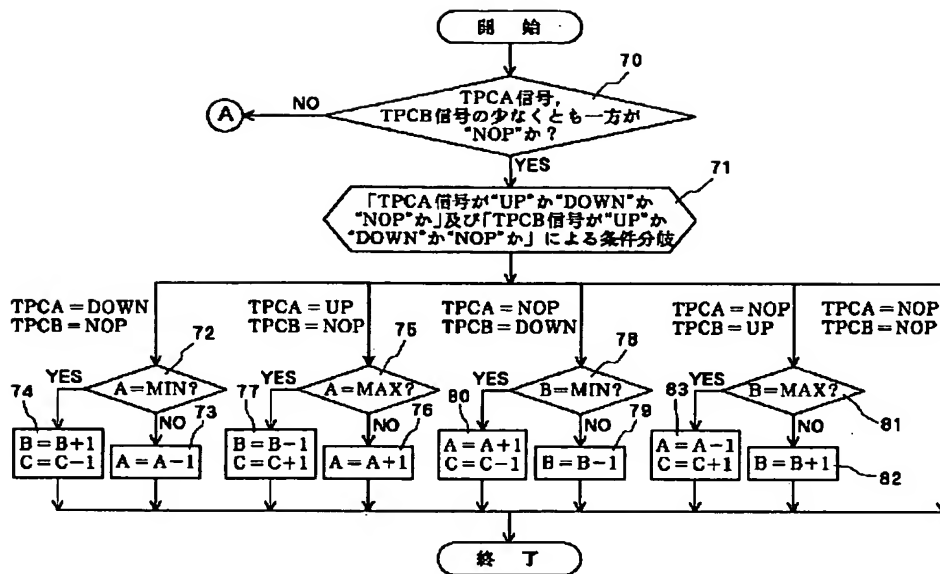 開 始
70
TPCA信号,
TPCB信号の少なくとも一方が
"NOP"か?
NO
A
YES
71
「TPCA信号が"UP"か"DOWN"か
"NOP"か」及び「TPCB信号が"UP"か
"DOWN"か"NOP"か」による条件分岐
TPCA=DOWN
TPCB=NOP
TPCA=UP
TPCB=NOP
TPCA=NOP
TPCB=DOWN
TPCA=NOP
TPCB=UP
TPCA=NOP
TPCB=NOP
72
A=MIN?
YES
NO
74
B=B+1
C=C-1
73
A=A-1
75
A=MAX?
YES
NO
77
B=B-1
C=C+1
76
A=A+1
78
B=MIN?
YES
NO
80
A=A+1
C=C-1
79
B=B-1
B=MAX?
81
YES
NO
83
A=A-1
C=C+1
B=B+1
82
終 了